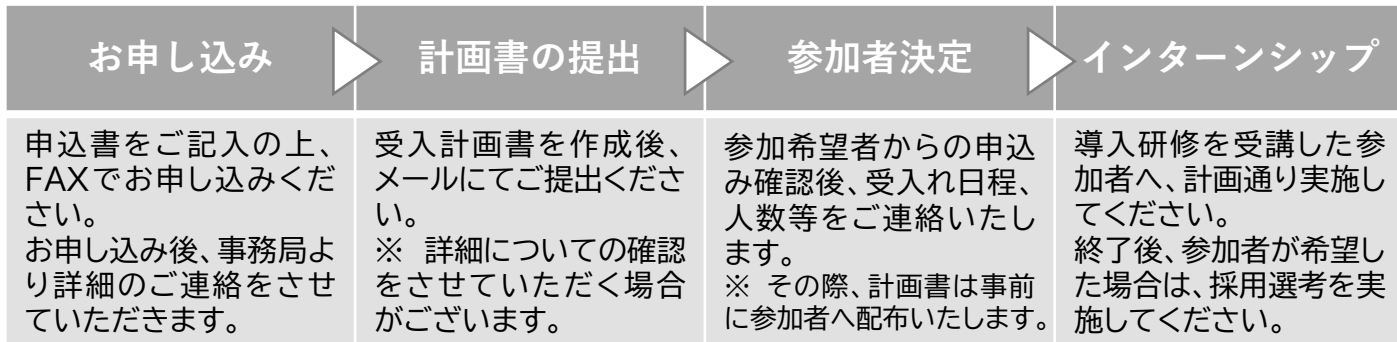 お申し込み
計画書の提出
参加者決定
インターンシップ
申込書をご記入の上、
FAXでお申し込みくだ
さい。
お申し込み後、事務局よ
り詳細のご連絡をさせ
ていただきます。
受入計画書を作成後、
メールにてご提出くださ
い。
※ 詳細についての確認
をさせていただく場合
がございます。
参加希望者からの申込
み確認後、受入れ日程、
人数等をご連絡いたし
ます。
※ その際、計画書は事前
に参加者へ配布いたします。
導入研修を受講した参
加者へ、計画通り実施し
てください。
終了後、参加者が希望し
た場合は、採用選考を実
施してください。